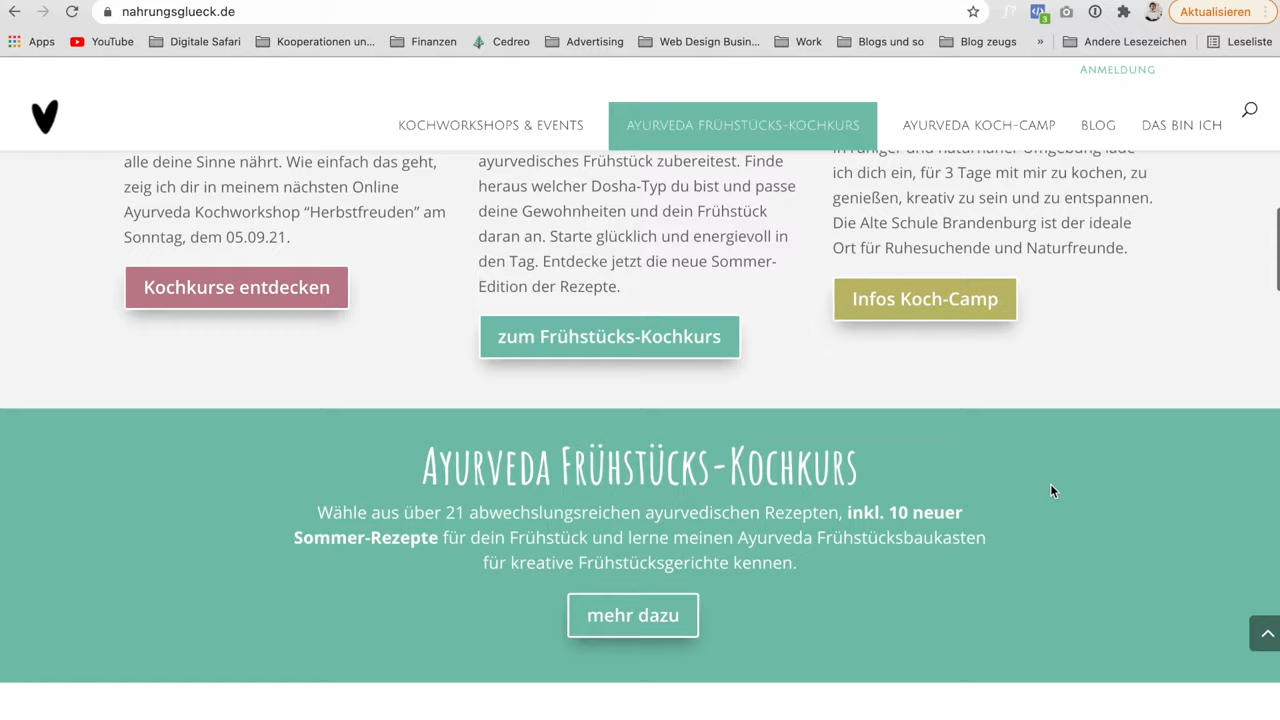 nahrungsglueck.de
3
Aktualisieren
Apps
YouTube
Digitale Safari
Kooperationen un...
Finanzen
Cedreo
Advertising
Web Design Busin...
Work
Blogs und so
Blog zeugs
»
Andere Lesezeichen
Leseliste
ANMELDUNG
KOCHWORKSHOPS & EVENTS
AYURVEDA FRÜHSTÜCKS-KOCHKURS
AYURVEDA KOCH-CAMP
BLOG
DAS BIN ICH
alle deine Sinne nährt. Wie einfach das geht,
zeig ich dir in meinem nächsten Online
Ayurveda Kochworkshop “Herbstfreuden” am
Sonntag, dem 05.09.21.
Kochkurse entdecken
ayurvedisches Frühstück zubereitest. Finde
heraus welcher Dosha-Typ du bist und passe
deine Gewohnheiten und dein Frühstück
daran an. Starte glücklich und energievoll in
den Tag. Entdecke jetzt die neue Sommer-
Edition der Rezepte.
zum Frühstücks-Kochkurs
in ruhiger und naturnaher Umgebung lade
ich dich ein, für 3 Tage mit mir zu kochen, zu
genießen, kreativ zu sein und zu entspannen.
Die Alte Schule Brandenburg ist der ideale
Ort für Ruhesuchende und Naturfreunde.
Infos Koch-Camp
AYURVEDA FRÜHSTÜCKS-KOCHKURS
Wähle aus über 21 abwechslungsreichen ayurvedischen Rezepten, inkl. 10 neuer
Sommer-Rezepte für dein Frühstück und lerne meinen Ayurveda Frühstücksbaukasten
für kreative Frühstücksgerichte kennen.
mehr dazu